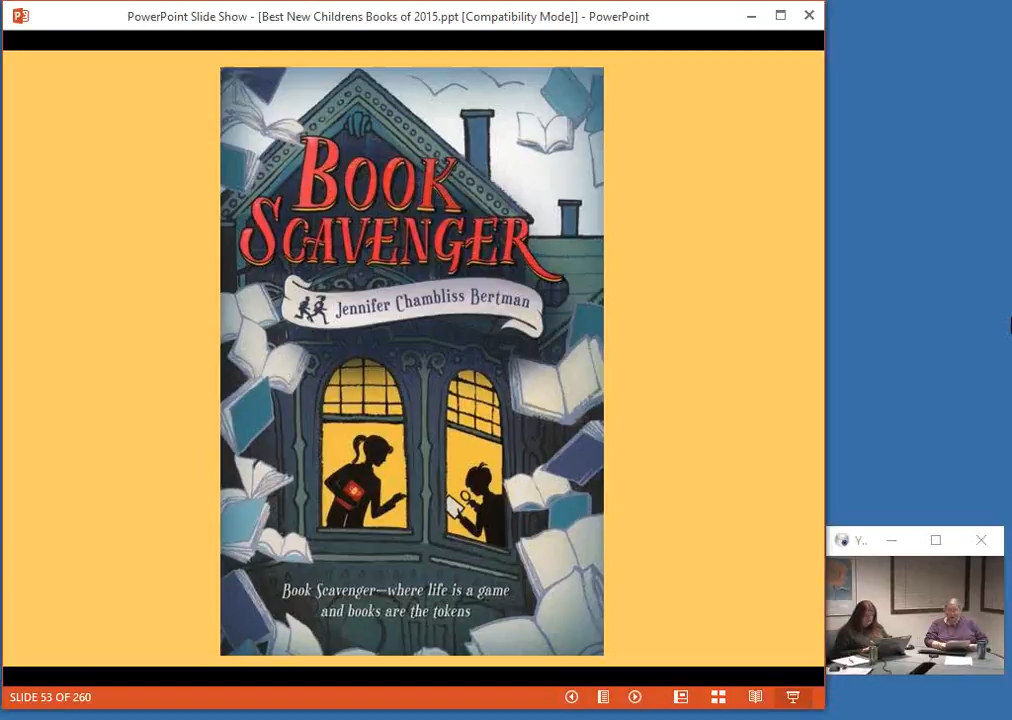 PowerPoint Slide Show - [Best New Childrens Books of 2015.ppt [Compatibility Mode]] - PowerPoint
BOOK
SCAVENGER
Jennifer Chambliss Bertman
Book Scavenger—where life is a game
and books are the tokens
Y..
SLIDE 53 OF 260